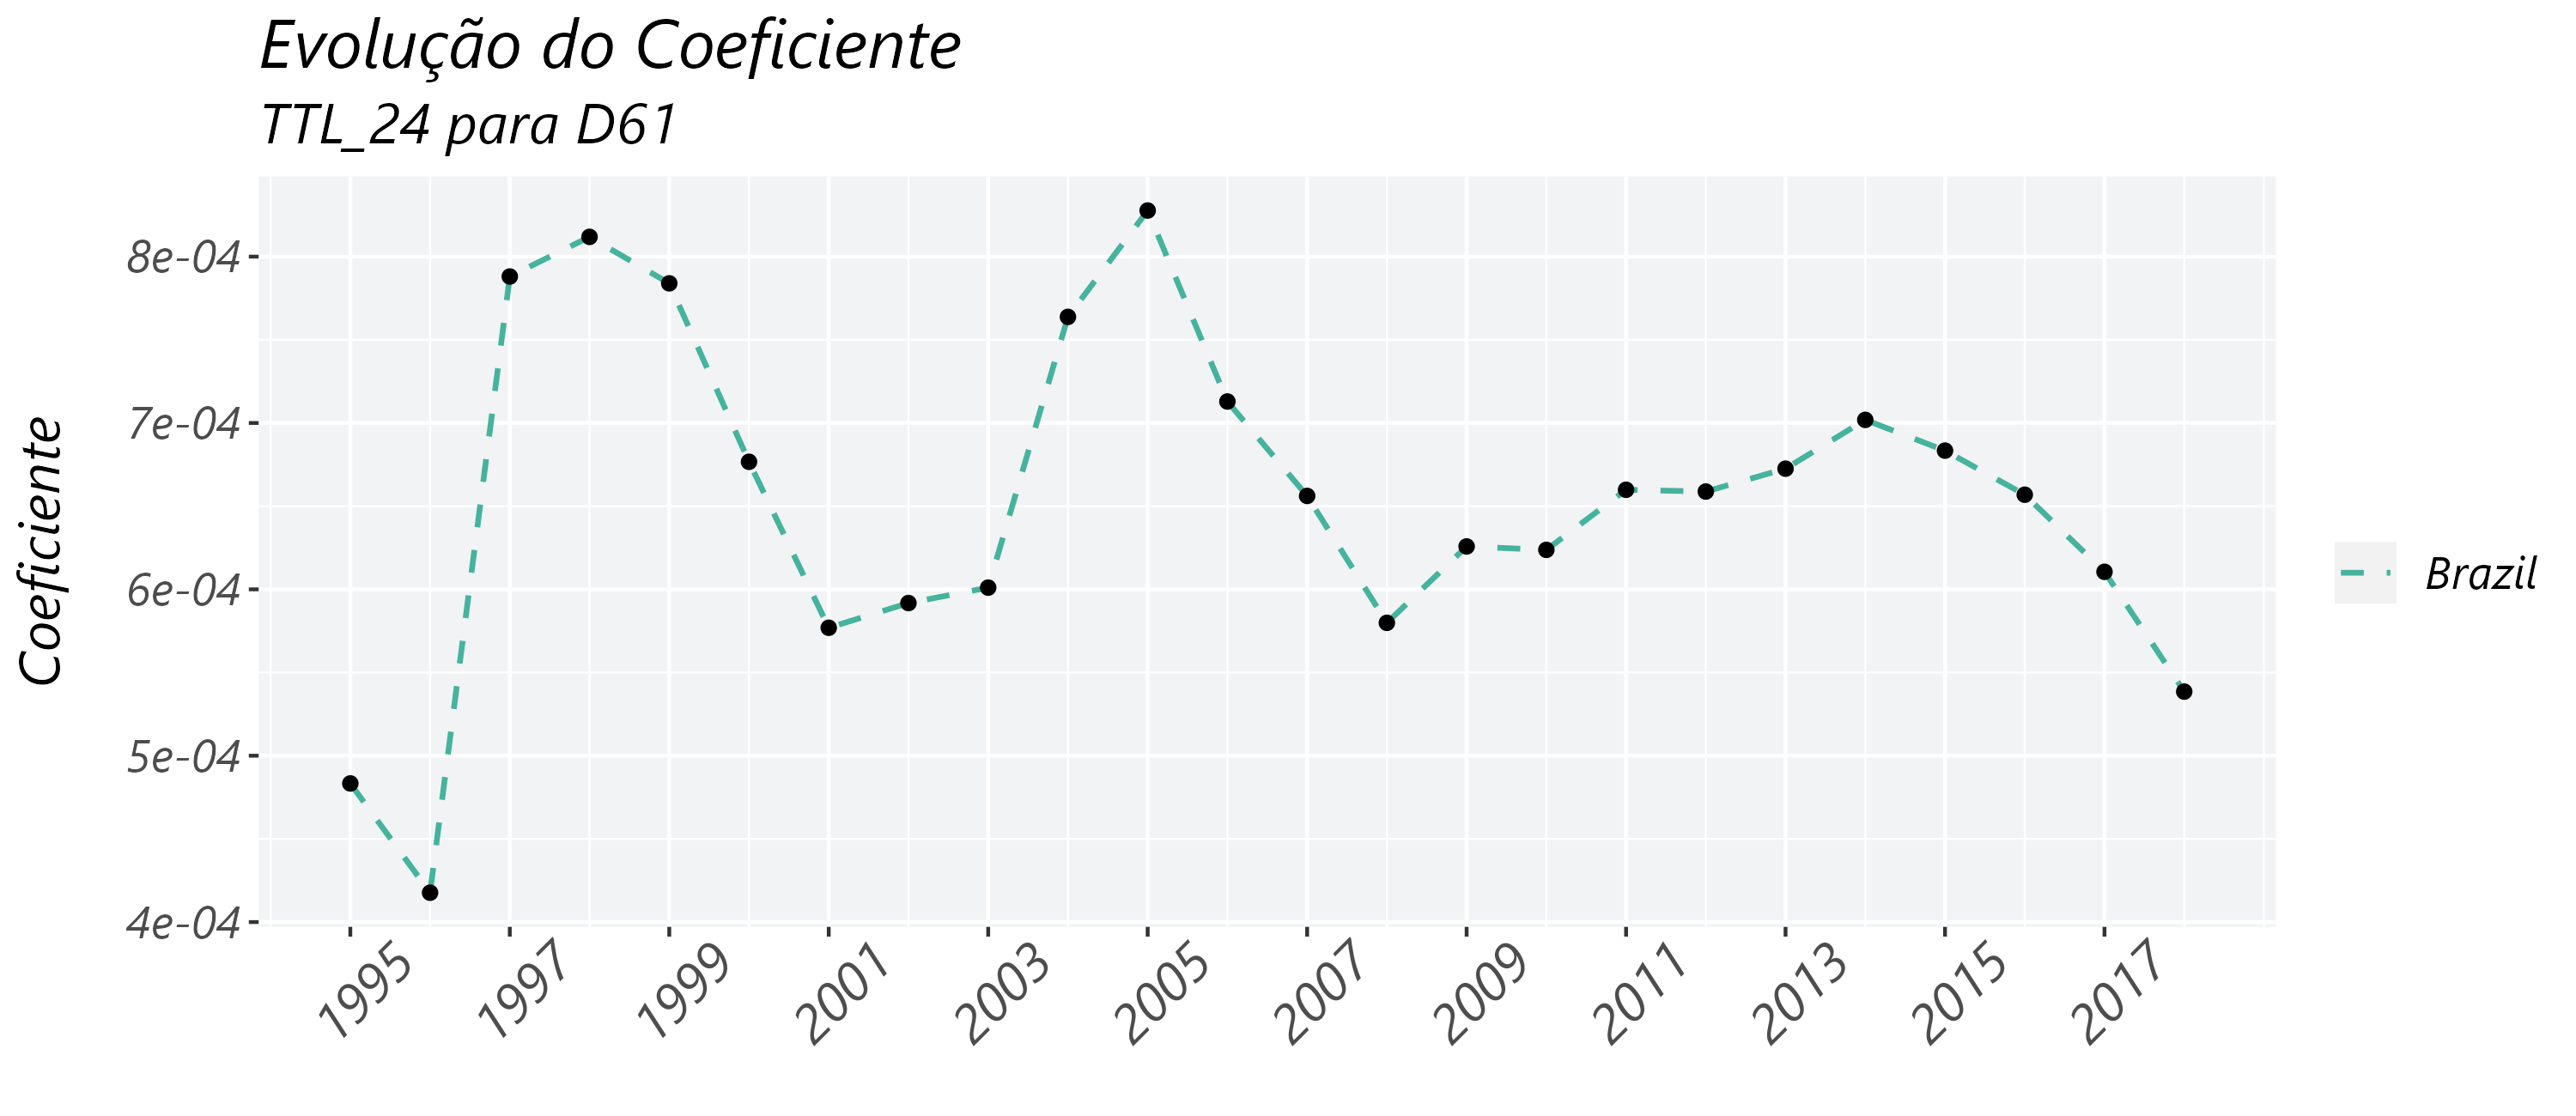 Evolução do Coeficiente
TTL_24 para D61
Coeficiente
8e-04
7e-04
6e-04
5e-04
4e-04
1995
1997
1999
2001
2003
2005
2007
2009
2011
2013
2015
2017
Brazil